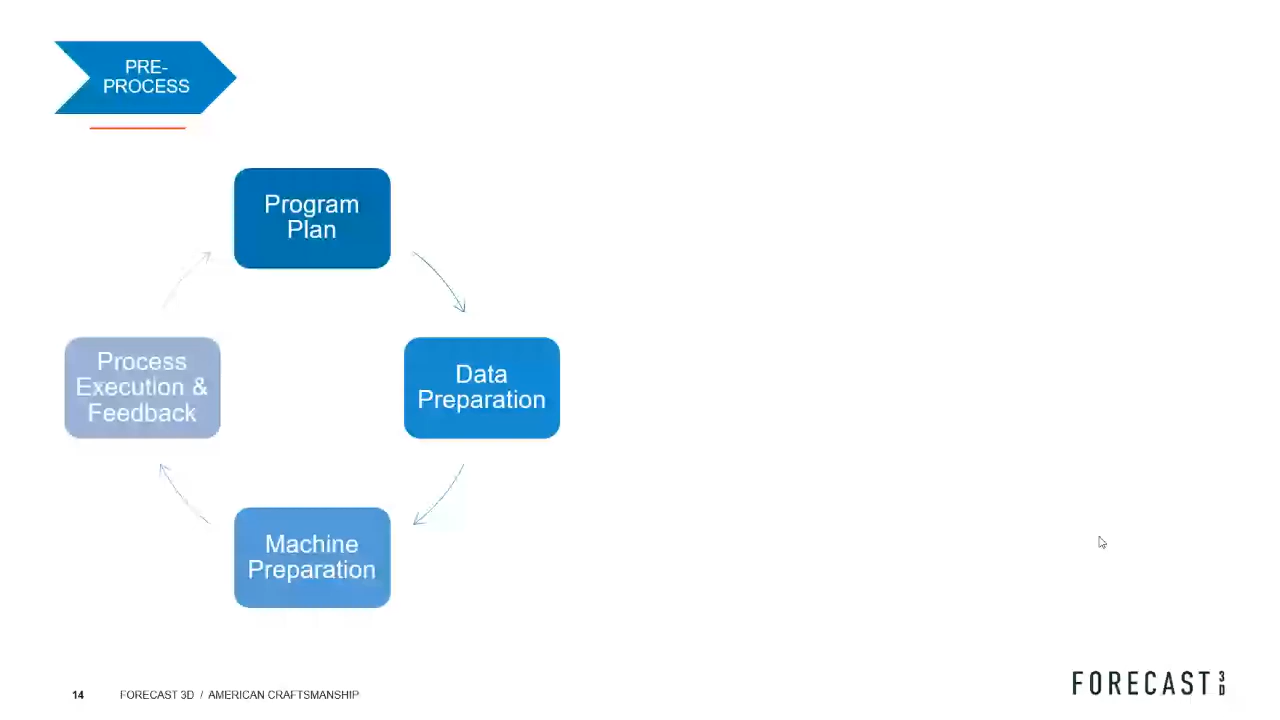 PRE-
PROCESS
Program
Plan
Process
Execution &
Feedback
Data
Preparation
Machine
Preparation
14
FORECAST 3D / AMERICAN CRAFTSMANSHIP
FORECAST 3D